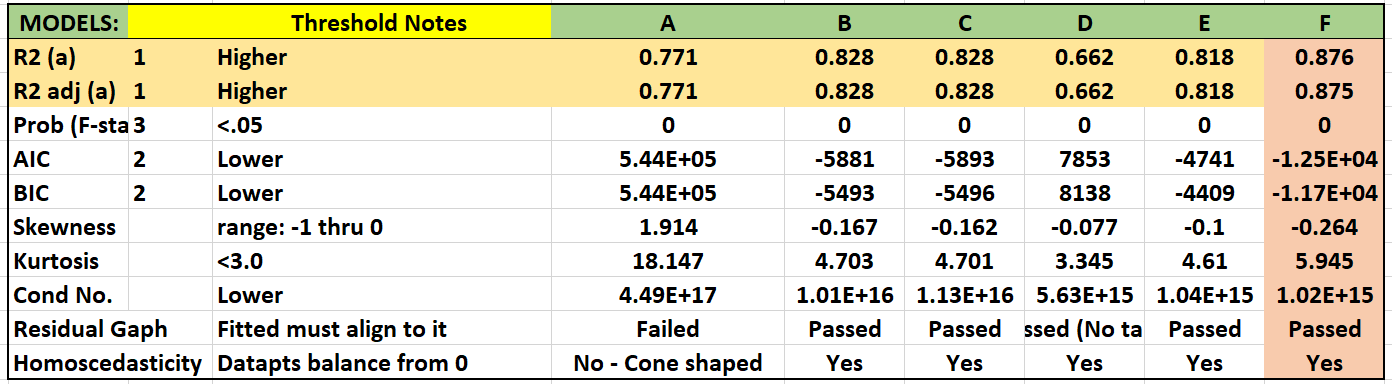 MODELS: Threshold Notes A B C D E F
R2 (a) 1 Higher 0.771 0.828 0.828 0.662 0.818 0.876
R2 adj (a) 1 Higher 0.771 0.828 0.828 0.662 0.818 0.875
Prob (F-sta 3 <.05 0 0 0 0 0 0
AIC 2 Lower 5.44E+05 -5881 -5893 7853 -4741 -1.25E+04
BIC 2 Lower 5.44E+05 -5493 -5496 8138 -4409 -1.17E+04
Skewness range: -1 thru 0 1.914 -0.167 -0.162 -0.077 -0.1 -0.264
Kurtosis <3.0 18.147 4.703 4.701 3.345 4.61 5.945
Cond No. Lower 4.49E+17 1.01E+16 1.13E+16 5.63E+15 1.04E+15 1.02E+15
Residual Gaph Fitted must align to it Failed Passed Passed ssed (No ta Passed Passed
Homoscedasticity Datapts balance from 0 No - Cone shaped Yes Yes Yes Yes Yes